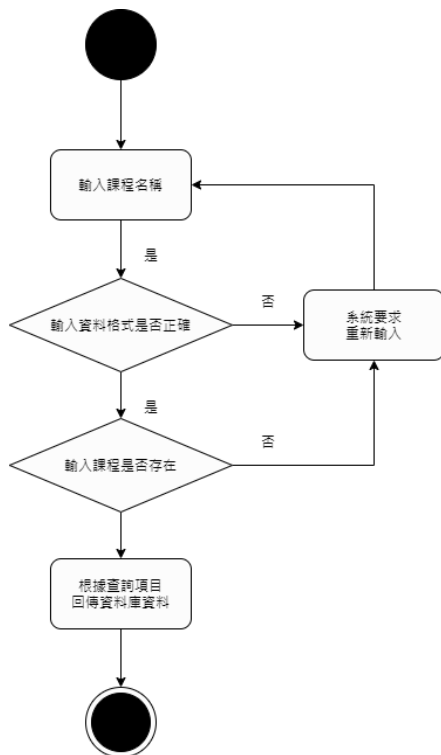 輸入課程名稱
是
輸入資料格式是否正確
否
系統要求
重新輸入
是
輸入課程是否存在
否
根據查詢項目
回傳資料庫資料